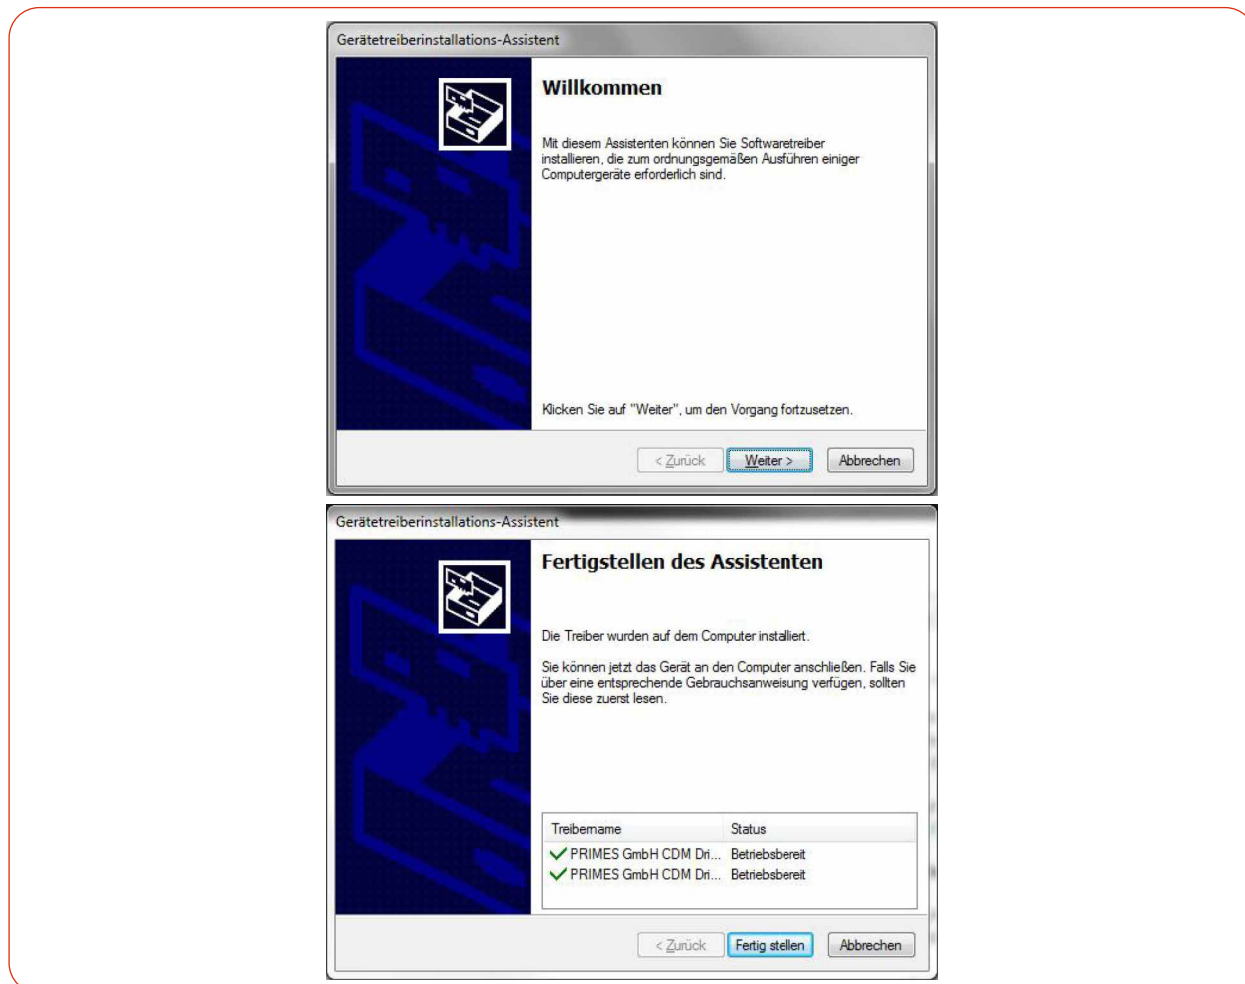 Gerätetreiberinstallations-Assistent
Willkommen
Mit diesem Assistenten können Sie Softwaretreiber
installieren, die zum ordnungsgemäßen Ausführen einiger
Computergeräte erforderlich sind.
Klicken Sie auf "Weiter", um den Vorgang fortzusetzen.
< Zurück Weiter > Abbrechen
Gerätetreiberinstallations-Assistent
Fertigstellen des Assistenten
Die Treiber wurden auf dem Computer installiert.
Sie können jetzt das Gerät an den Computer anschließen. Falls Sie
über eine entsprechende Gebrauchsanweisung verfügen, sollten
Sie diese zuerst lesen.
Treibername Status
PRIMES GmbH CDM Dri... Betriebsbereit
PRIMES GmbH CDM Dri... Betriebsbereit
< Zurück Fertig stellen Abbrechen